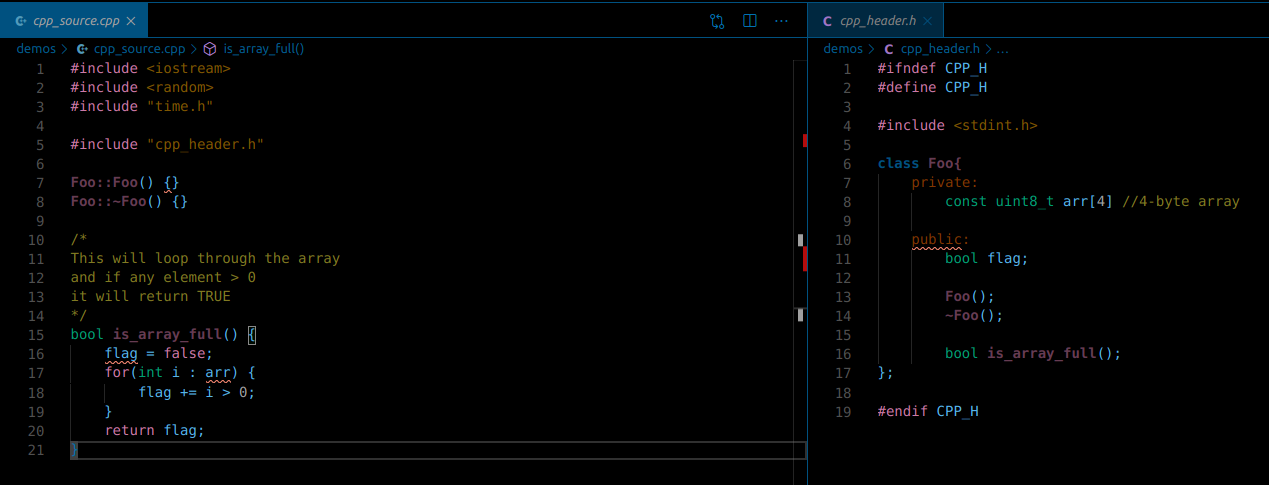 cpp_source.cpp
demos > cpp_source.cpp > is_array_full()
1 #include <iostream>
2 #include <random>
3 #include "time.h"
4
5 #include "cpp_header.h"
6
7 Foo::Foo() {}
8 Foo::~Foo() {}
9
10 /*
11 This will loop through the array
12 and if any element > 0
13 it will return TRUE
14 */
15 bool is_array_full() {
16     flag = false;
17     for(int i : arr) {
18         flag += i > 0;
19     }
20     return flag;
21 }
C cpp_header.h
demos > C cpp_header.h > ...
1 #ifndef CPP_H
2 #define CPP_H
3
4 #include <stdint.h>
5
6 class Foo{
7     private:
8         const uint8_t arr[4] //4-byte array
9
10     public:
11         bool flag;
12
13         Foo();
14         ~Foo();
15
16         bool is_array_full();
17 };
18
19 #endif CPP_H